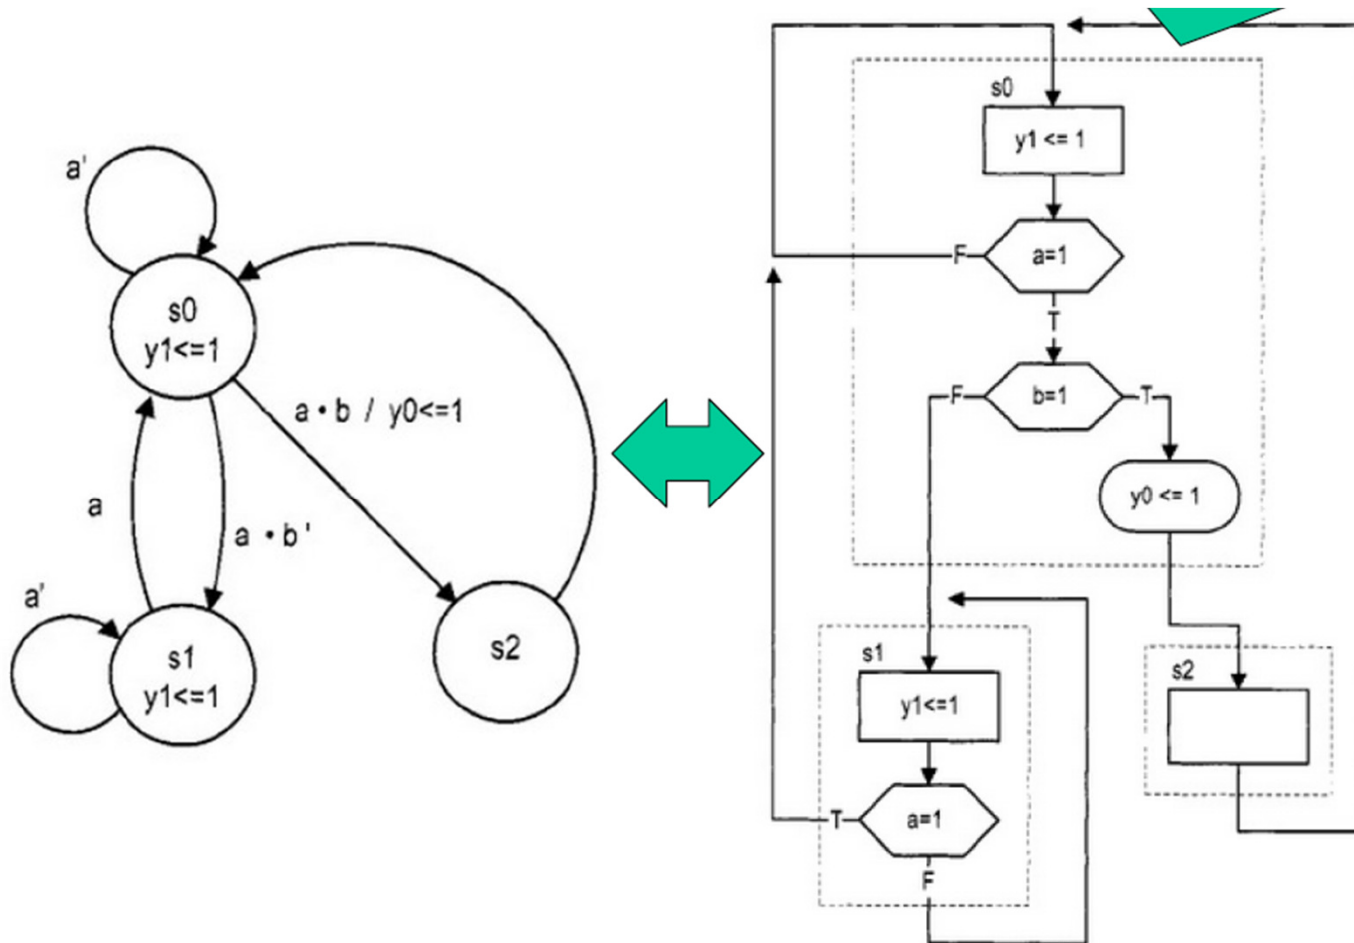 a'
s0
y1<=1
a • b / y0<=1
a
a • b'
a'
s1
y1<=1
s2
s0
y1 <= 1
F
a=1
T
F
b=1
T
y0 <= 1
s1
y1<=1
T
a=1
F
s2